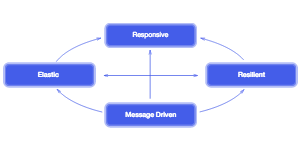 Responsive
Elastic
Resilient
Message Driven